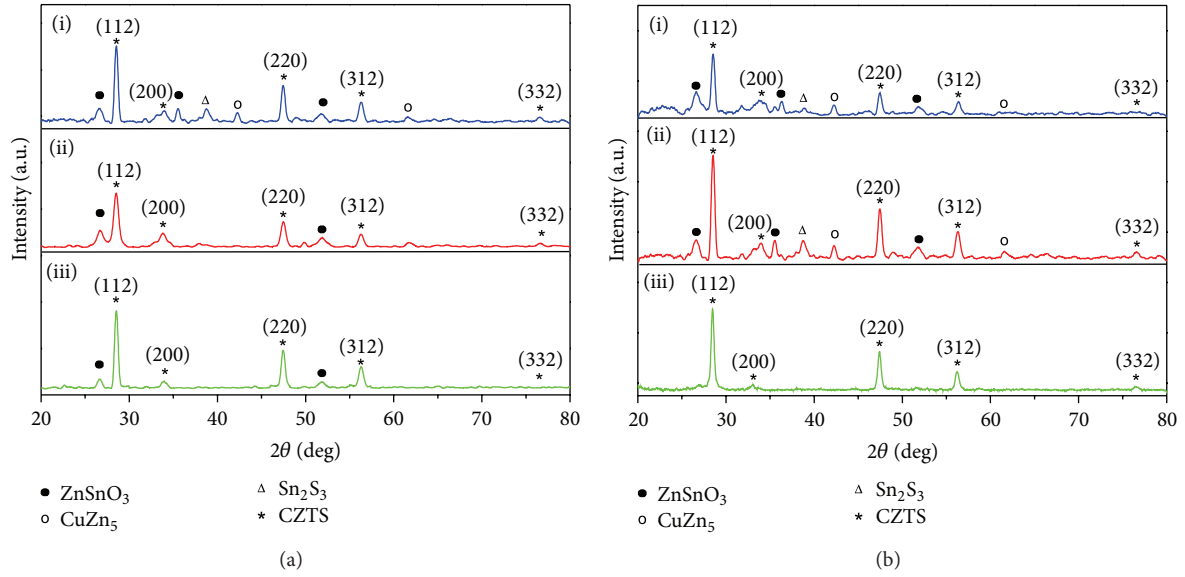 Intensity (a.u.)
(i)
(112)
(200)
(220)
(312)
(332)
(ii)
(112)
(200)
(220)
(312)
(332)
(iii)
(112)
(200)
(220)
(312)
(332)
20 30 40 50 60 70 80
2θ (deg)
ZnSnO₃
CuZn₅
Sn₂S₃
CZTS
(a)
Intensity (a.u.)
(i)
(112)
(200)
(220)
(312)
(332)
(ii)
(112)
(200)
(220)
(312)
(332)
(iii)
(112)
(200)
(220)
(312)
(332)
20 30 40 50 60 70 80
2θ (deg)
ZnSnO₃
CuZn₅
Sn₂S₃
CZTS
(b)